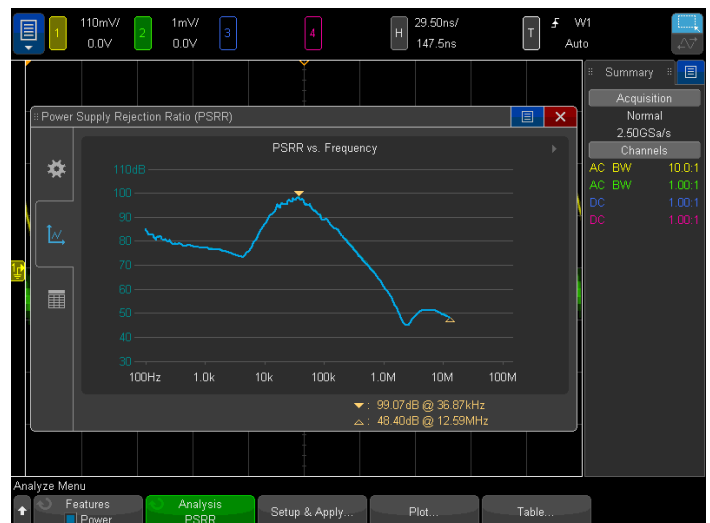 1 110mV/ 2 1mV/ 3 4 H 29.50ns/ T W1
0.0V 0.0V 147.5ns Auto
Summary
Acquisition
Normal
2.50GSa/s
Channels
AC BW 10.0:1
AC BW 1.00:1
DC 1.00:1
DC 1.00:1
Power Supply Rejection Ratio (PSRR)
PSRR vs. Frequency
110dB
100
90
80
70
60
50
40
30
100Hz 1.0k 10k 100k 1.0M 10M 100M
: 99.07dB @ 36.87kHz
: 48.40dB @ 12.59MHz
1
Analyze Menu
Features
Power
Analysis
PSRR
Setup & Apply...
Plot...
Table...